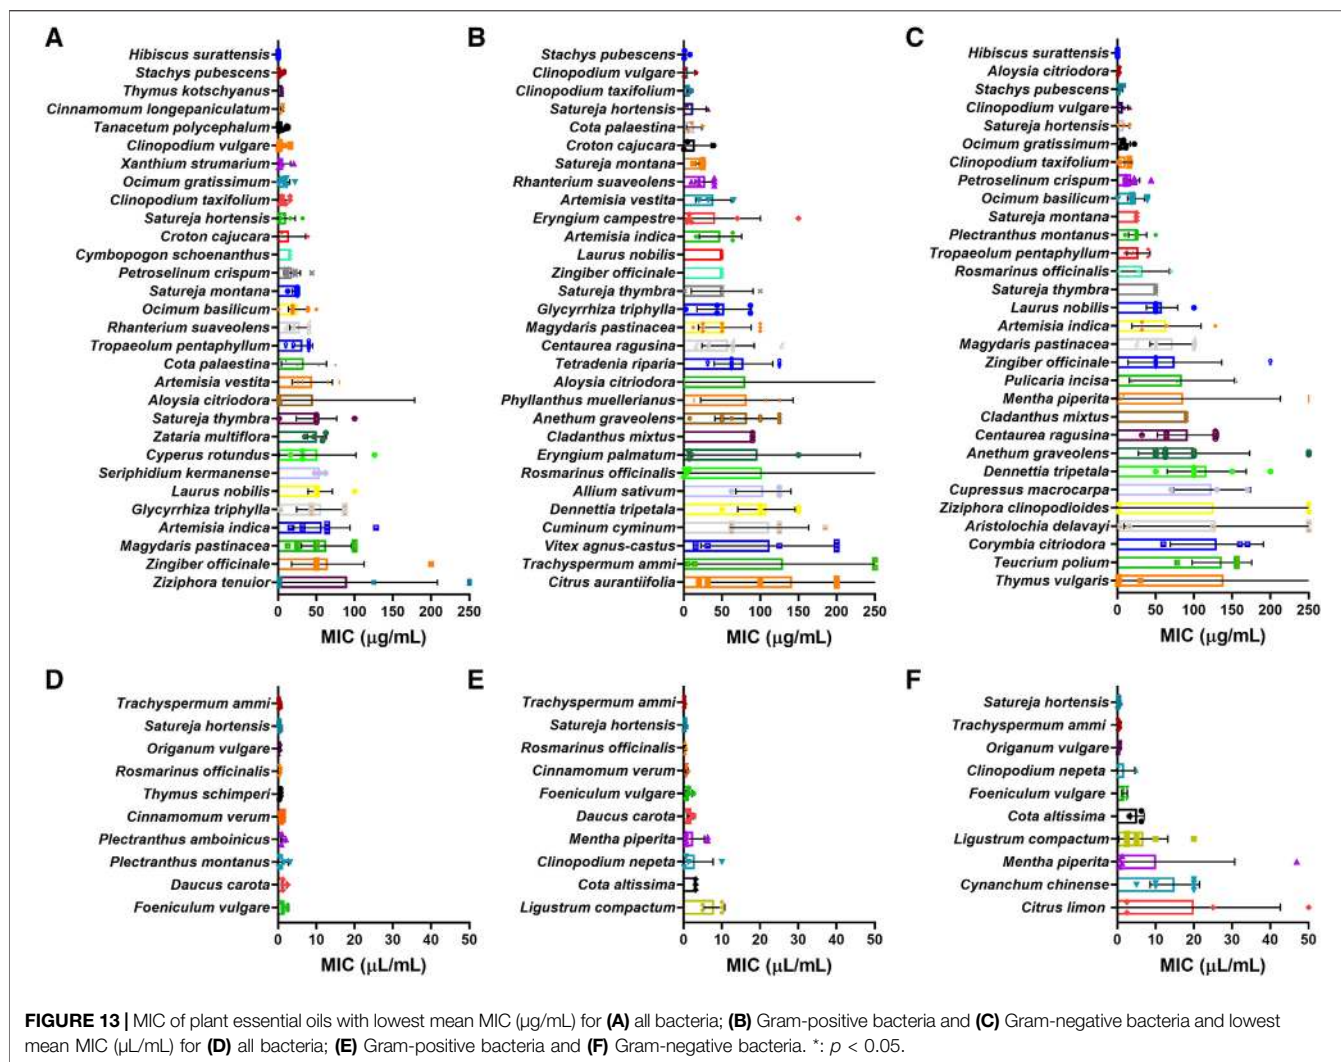 A
Hibiscus surattensis
Stachys pubescens
Thymus kotschyanus
Cinnamomum longepaniculatum
Tanacetum polycephalum
Clinopodium vulgare
Xanthium strumarium
Ocimum gratissimum
Clinopodium taxifolium
Satureja hortensis
Croton cajucara
Cymbopogon schoenanthus
Petroselinum crispum
Satureja montana
Ocimum basilicum
Rhanterium suaveolens
Tropaeolum pentaphyllum
Cota palaestina
Artemisia vestita
Aloysia citriodora
Satureja thymbra
Zataria multiflora
Cyperus rotundus
Seriphidium kermanense
Laurus nobilis
Glycyrrhiza triphylla
Artemisia indica
Magydaris pastinacea
Zingiber officinale
Ziziphora tenuior
0 50 100 150 200 250
MIC (µg/mL)
B
Stachys pubescens
Clinopodium vulgare
Clinopodium taxifolium
Satureja hortensis
Cota palaestina
Croton cajucara
Satureja montana
Rhanterium suaveolens
Artemisia vestita
Eryngium campestre
Artemisia indica
Laurus nobilis
Zingiber officinale
Satureja thymbra
Glycyrrhiza triphylla
Magydaris pastinacea
Centaurea ragusina
Tetradenia riparia
Aloysia citriodora
Phyllanthus muellerianus
Anethum graveolens
Cladanthus mixtus
Eryngium palmatum
Rosmarinus officinalis
Allium sativum
Dennettia tripetala
Cuminum cyminum
Vitex agnus-castus
Trachyspermum ammi
Citrus aurantiifolia
0 50 100 150 200 250
MIC (µg/mL)
C
Hibiscus surattensis
Aloysia citriodora
Stachys pubescens
Clinopodium vulgare
Satureja hortensis
Ocimum gratissimum
Clinopodium taxifolium
Petroselinum crispum
Ocimum basilicum
Satureja montana
Plectranthus montanus
Tropaeolum pentaphyllum
Rosmarinus officinalis
Satureja thymbra
Laurus nobilis
Artemisia indica
Magydaris pastinacea
Zingiber officinale
Pulicaria incisa
Mentha piperita
Cladanthus mixtus
Centaurea ragusina
Anethum graveolens
Dennettia tripetala
Cupressus macrocarpa
Ziziphora clinopodioides
Aristolochia delavayi
Corymbia citriodora
Teucrium polium
Thymus vulgaris
0 50 100 150 200 250
MIC (µg/mL)
D
Trachyspermum ammi
Satureja hortensis
Origanum vulgare
Rosmarinus officinalis
Thymus schimperi
Cinnamomum verum
Plectranthus amboinicus
Plectranthus montanus
Daucus carota
Foeniculum vulgare
0 10 20 30 40 50
MIC (µL/mL)
E
Trachyspermum ammi
Satureja hortensis
Rosmarinus officinalis
Cinnamomum verum
Foeniculum vulgare
Daucus carota
Mentha piperita
Clinopodium nepeta
Cota altissima
Ligustrum compactum
0 10 20 30 40 50
MIC (µL/mL)
F
Satureja hortensis
Trachyspermum ammi
Origanum vulgare
Clinopodium nepeta
Foeniculum vulgare
Cota altissima
Ligustrum compactum
Mentha piperita
Cynanchum chinense
Citrus limon
0 10 20 30 40 50
MIC (µL/mL)
FIGURE 13 | MIC of plant essential oils with lowest mean MIC (µg/mL) for (A) all bacteria; (B) Gram-positive bacteria and (C) Gram-negative bacteria and lowest
mean MIC (µL/mL) for (D) all bacteria; (E) Gram-positive bacteria and (F) Gram-negative bacteria. *: p < 0.05.